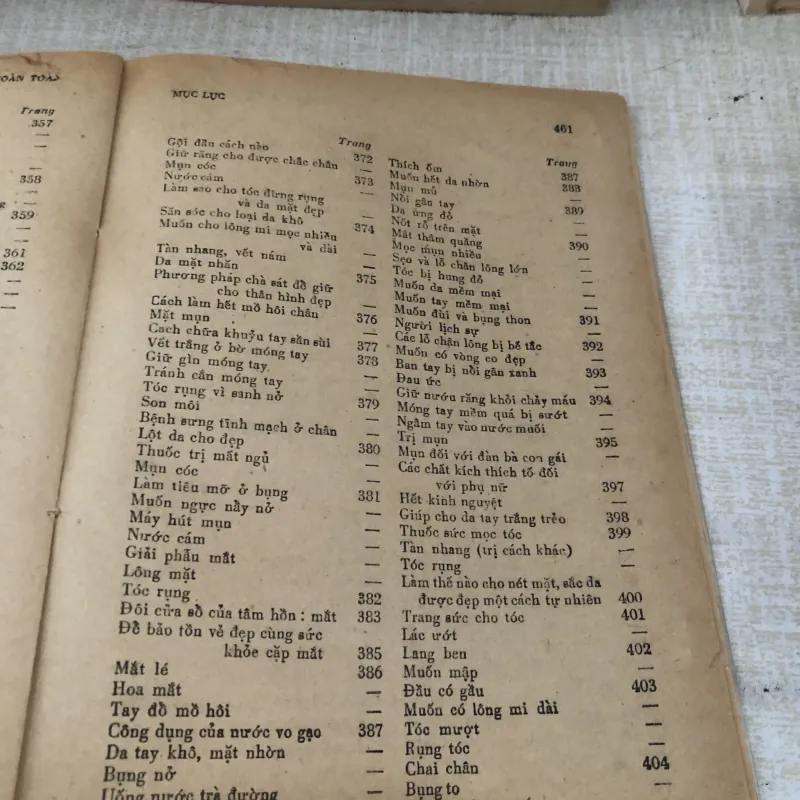 TOÀN TOÀN
Trang
357
—
—
358
—
359
—
361
362
—
—
MỤC LỤC
461
Trang
Gội đầu cách nào 372
Giữ răng cho được chắc chắn —
Mụn cóc 373
Nước cám
Làm sao cho tóc đừng rụng
và da mặt đẹp —
Săn sóc cho loại da khô 374
Muốn cho lông mi mọc nhiều
và dài —
Tàn nhang, vết nám —
Da mặt nhăn 375
Phương pháp chà sát để giữ
cho thân hình đẹp —
Cách làm hết mồ hôi chân 376
Mặt mụn —
Cách chữa khuỷu tay sần sùi 377
Vết trắng ở bờ móng tay 378
Giữ gìn móng tay —
Tránh cắn móng tay —
Tóc rụng vì sanh nở 379
Son môi —
Bệnh sưng tĩnh mạch ở chân —
Lột da cho đẹp 380
Thuốc trị mất ngủ —
Mụn cóc —
Làm tiêu mỡ ở bụng 381
Muốn ngực nẩy nở —
Máy hút mụn —
Nước cám —
Giải phẫu mắt —
Lông mặt —
Tóc rụng 382
Đôi cửa sổ của tâm hồn : mắt 383
Để bảo tồn vẻ đẹp cùng sức
khỏe cặp mắt 385
Mắt lé 386
Hoa mắt —
Tay đổ mồ hôi —
Công dụng của nước vo gạo 387
Da tay khô, mặt nhờn —
Bụng nở —
Uống nước trà đường —
Trang
Thích ốm 387
Muốn hết da nhờn 388
Mụn mủ —
Nổi gân tay 389
Da ửng đỏ —
Nốt rỗ trên mặt —
Mắt thâm quầng 390
Mọc mụn nhiều —
Sẹo và lỗ chân lông lớn —
Tóc bị hung đỏ —
Muốn da mềm mại —
Muốn tay mềm mại —
Muốn đùi và bụng thon 391
Người lịch sự —
Các lỗ chân lông bị bế tắc 392
Muốn có vòng eo đẹp —
Bàn tay bị nổi gân xanh 393
Đau ức —
Giữ nướu răng khỏi chảy máu 394
Móng tay mềm quá bị sướt —
Ngâm tay vào nước muối —
Trị mụn 395
Mụn đối với đàn bà con gái —
Các chất kích thích tố đối
với phụ nữ 397
Hết kinh nguyệt —
Giúp cho da tay trắng trẻo 398
Thuốc sức mọc tóc 399
Tàn nhang (trị cách khác) —
Tóc rụng —
Làm thế nào cho nét mặt, sắc da
được đẹp một cách tự nhiên 400
Trang sức cho tóc 401
Lác ướt —
Lang ben 402
Muốn mập —
Đầu có gầu 403
Muốn có lông mi dài —
Tóc mượt —
Rụng tóc —
Chai chân 404
Bụng to —